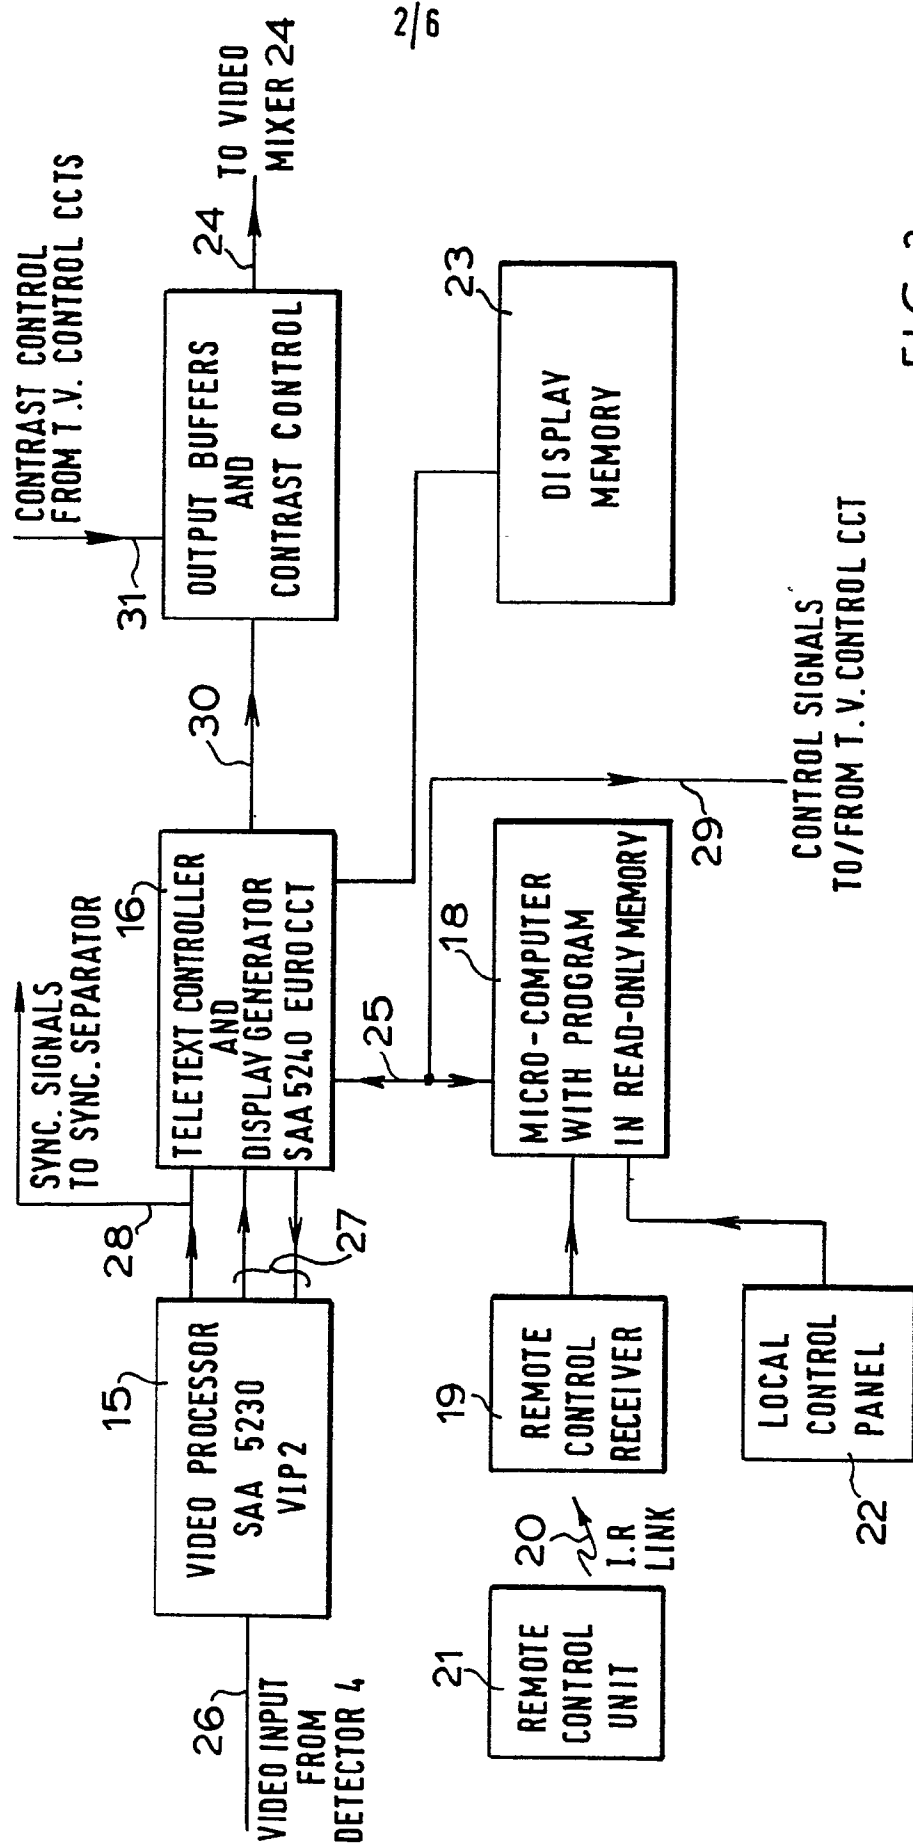 2/6
SYNC. SIGNALS
TO SYNC. SEPARATOR
CONTRAST CONTROL
FROM T.V. CONTROL CCTS
28
31
15
VIDEO PROCESSOR
SAA 5230
VIP2
16
TELETEXT CONTROLLER
AND
DISPLAY GENERATOR
SAA 5240 EURO CCT
30
OUTPUT BUFFERS
AND
CONTRAST CONTROL
24
TO VIDEO
MIXER 24
26
VIDEO INPUT
FROM
DETECTOR 4
27
25
21
REMOTE
CONTROL
UNIT
20
I.R
LINK
19
REMOTE
CONTROL
RECEIVER
18
MICRO-COMPUTER
WITH PROGRAM
IN READ-ONLY MEMORY
23
DISPLAY
MEMORY
29
22
LOCAL
CONTROL
PANEL
CONTROL SIGNALS
TO/FROM T.V. CONTROL CCT